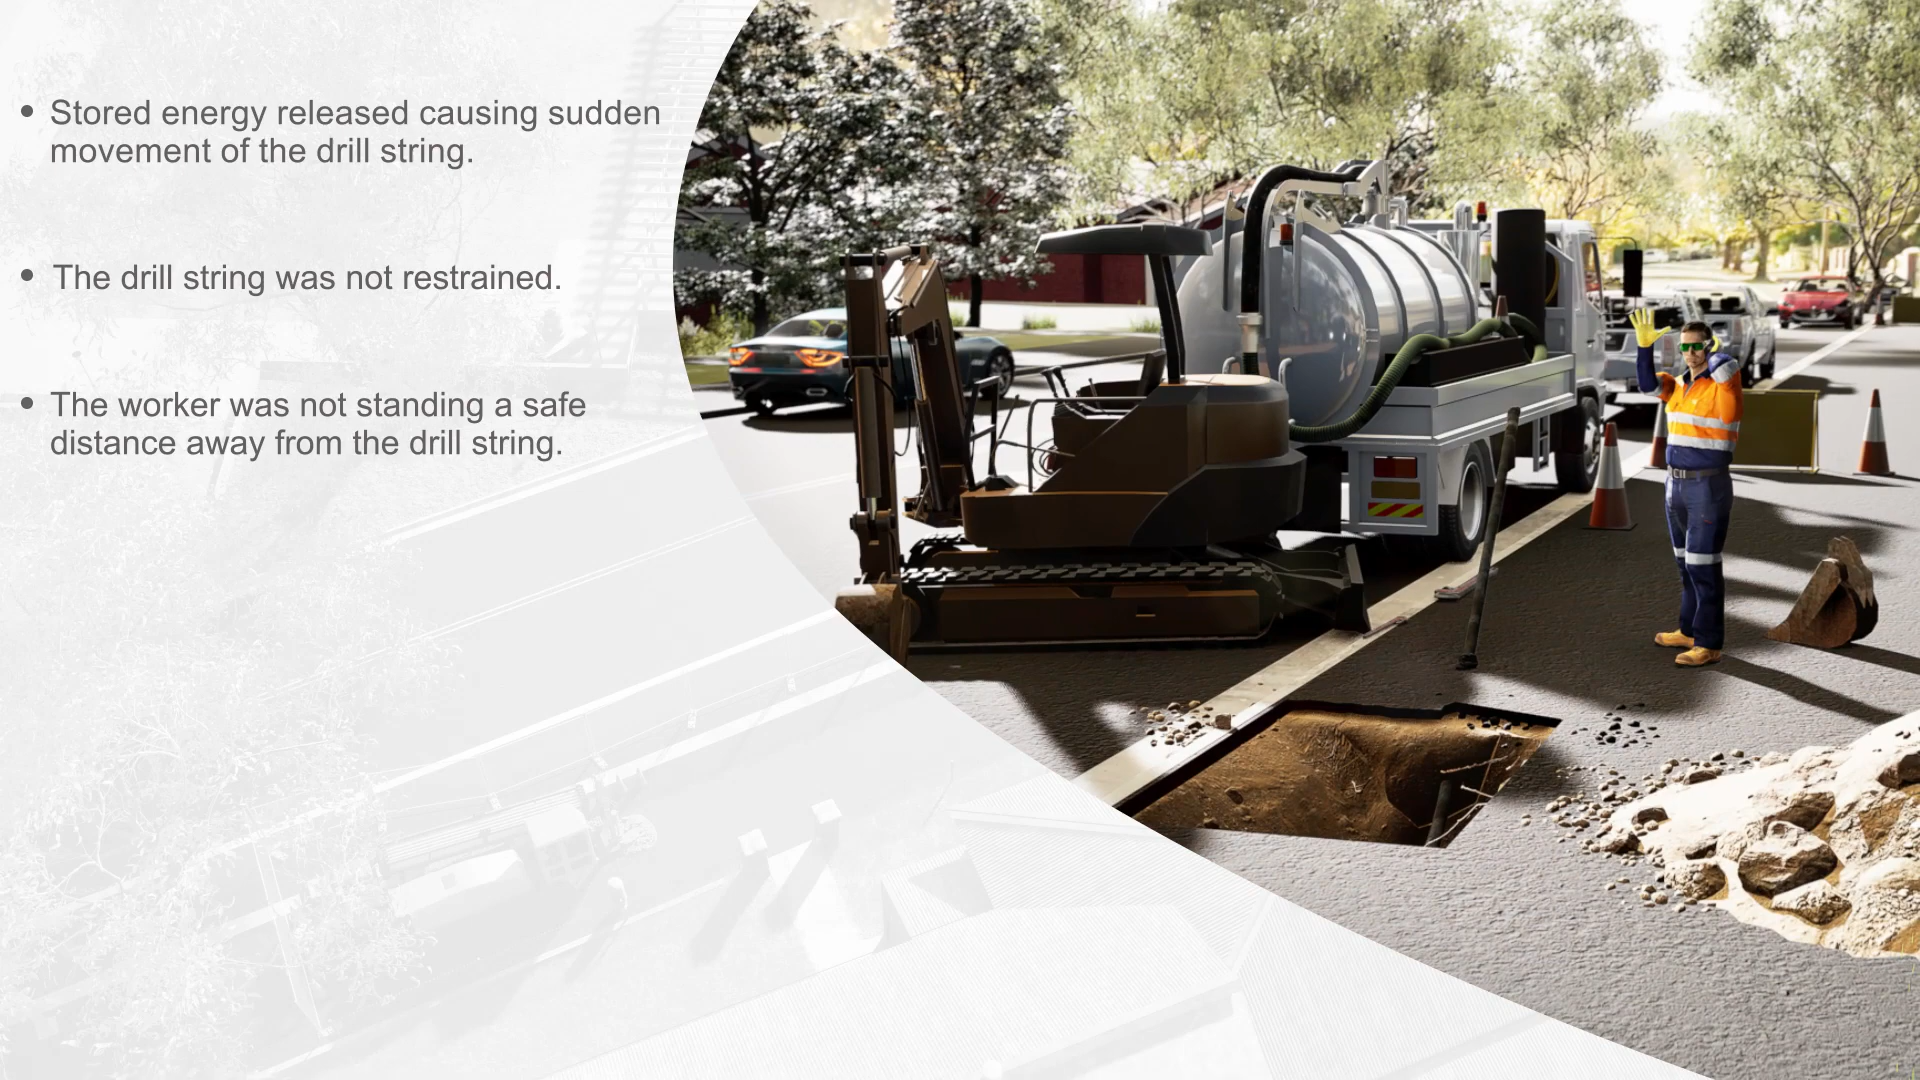 • Stored energy released causing sudden
movement of the drill string.
• The drill string was not restrained.
• The worker was not standing a safe
distance away from the drill string.